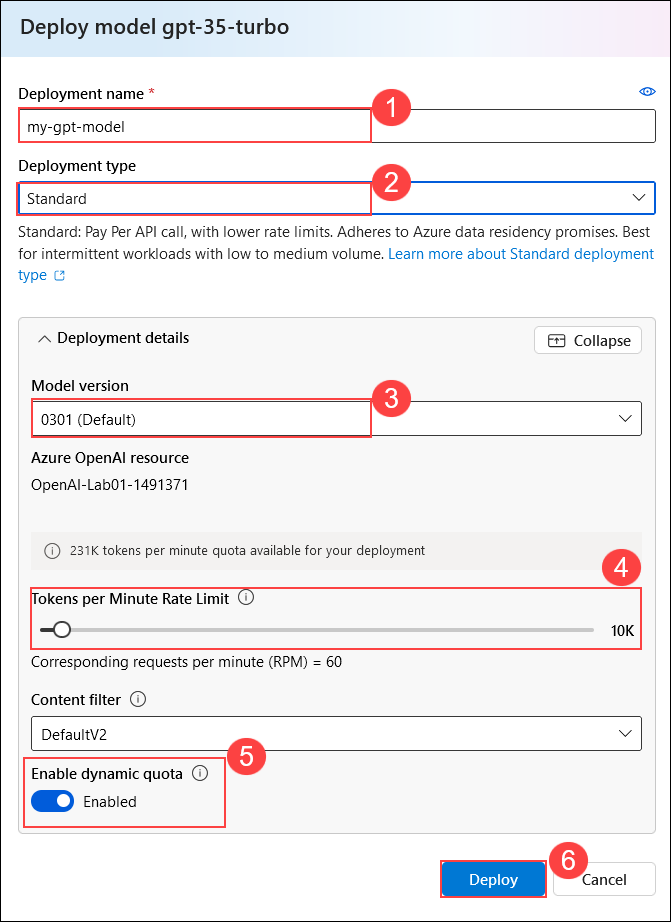 Deploy model gpt-35-turbo
Deployment name *
1
my-gpt-model
Deployment type
2
Standard
Standard: Pay Per API call, with lower rate limits. Adheres to Azure data residency promises. Best
for intermittent workloads with low to medium volume. Learn more about Standard deployment
type
Deployment details
Collapse
Model version
3
0301 (Default)
Azure OpenAI resource
OpenAI-Lab01-1491371
231K tokens per minute quota available for your deployment
4
Tokens per Minute Rate Limit
10K
Corresponding requests per minute (RPM) = 60
Content filter
DefaultV2
5
Enable dynamic quota
Enabled
6
Deploy
Cancel